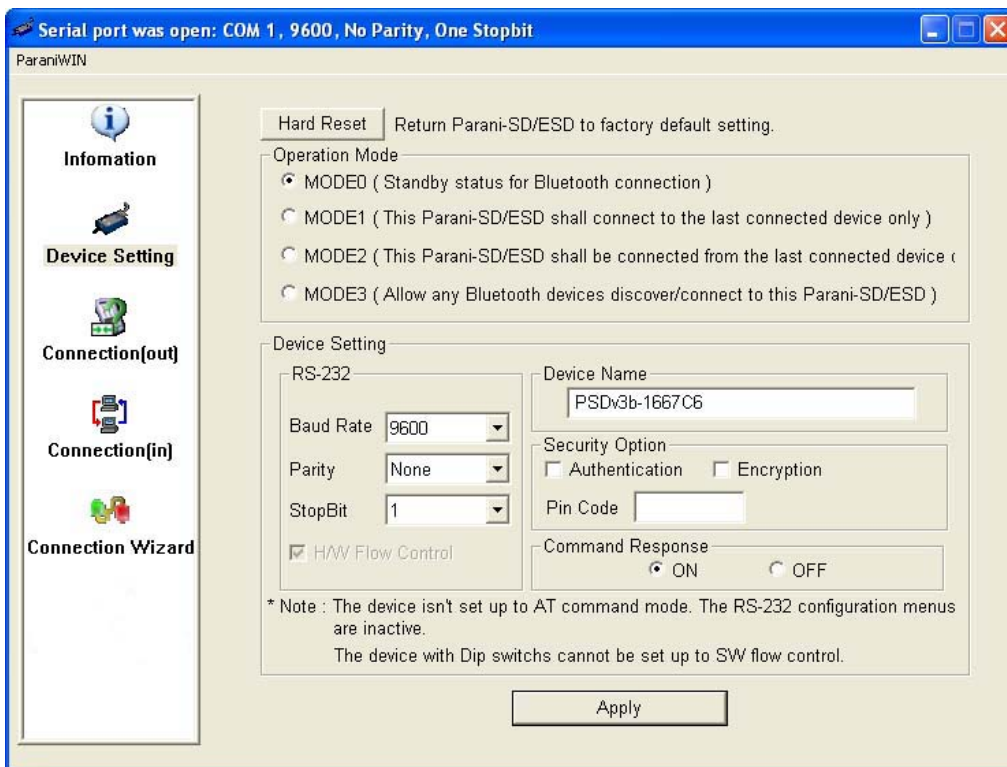 Serial port was open: COM 1, 9600, No Parity, One Stopbit
ParaniWIN
Infomation
Device Setting
Connection(out)
Connection(in)
Connection Wizard
Hard Reset Return Parani-SD/ESD to factory default setting.
Operation Mode
MODE0 ( Standby status for Bluetooth connection )
MODE1 ( This Parani-SD/ESD shall connect to the last connected device only )
MODE2 ( This Parani-SD/ESD shall be connected from the last connected device
MODE3 ( Allow any Bluetooth devices discover/connect to this Parani-SD/ESD )
Device Setting
RS-232
Baud Rate 9600
Parity None
StopBit 1
H/W Flow Control
Device Name
PSDv3b-1667C6
Security Option
Authentication Encryption
Pin Code
Command Response
ON OFF
* Note : The device isn't set up to AT command mode. The RS-232 configuration menus
are inactive.
The device with Dip switchs cannot be set up to SW flow control.
Apply